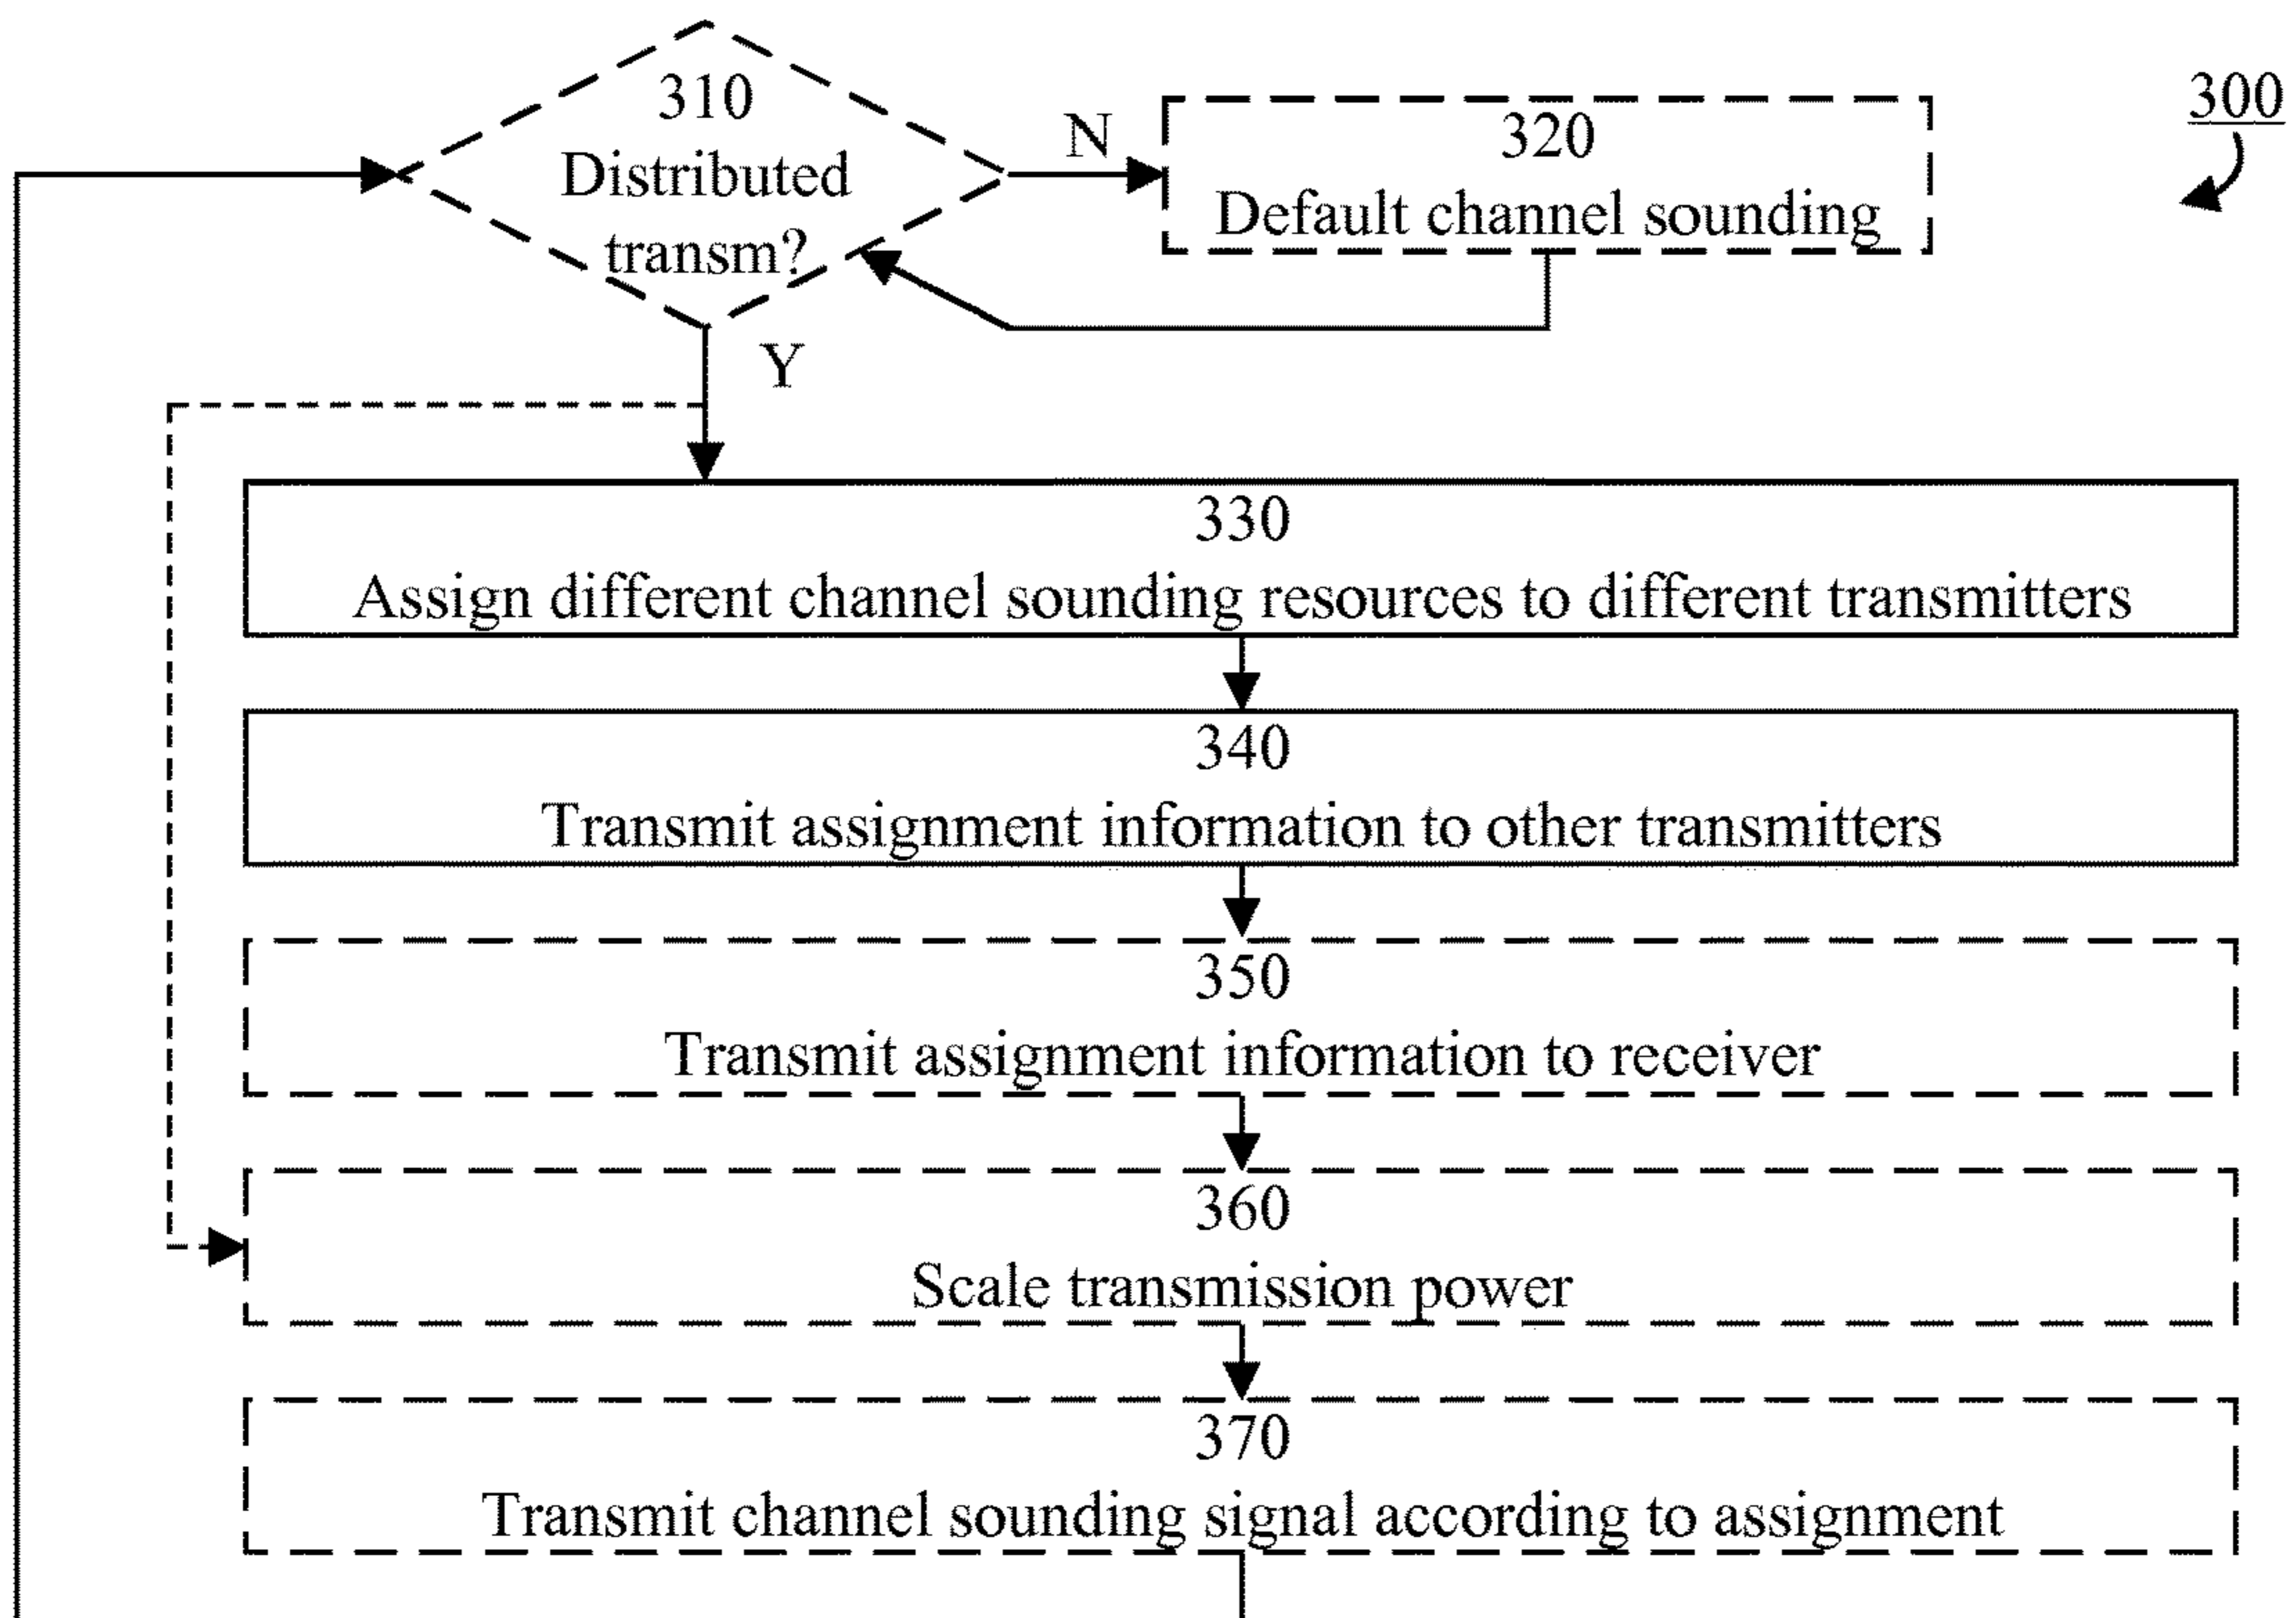 310
Distributed
transm?
N
320
Default channel sounding
300
Y
330
Assign different channel sounding resources to different transmitters
340
Transmit assignment information to other transmitters
350
Transmit assignment information to receiver
360
Scale transmission power
370
Transmit channel sounding signal according to assignment